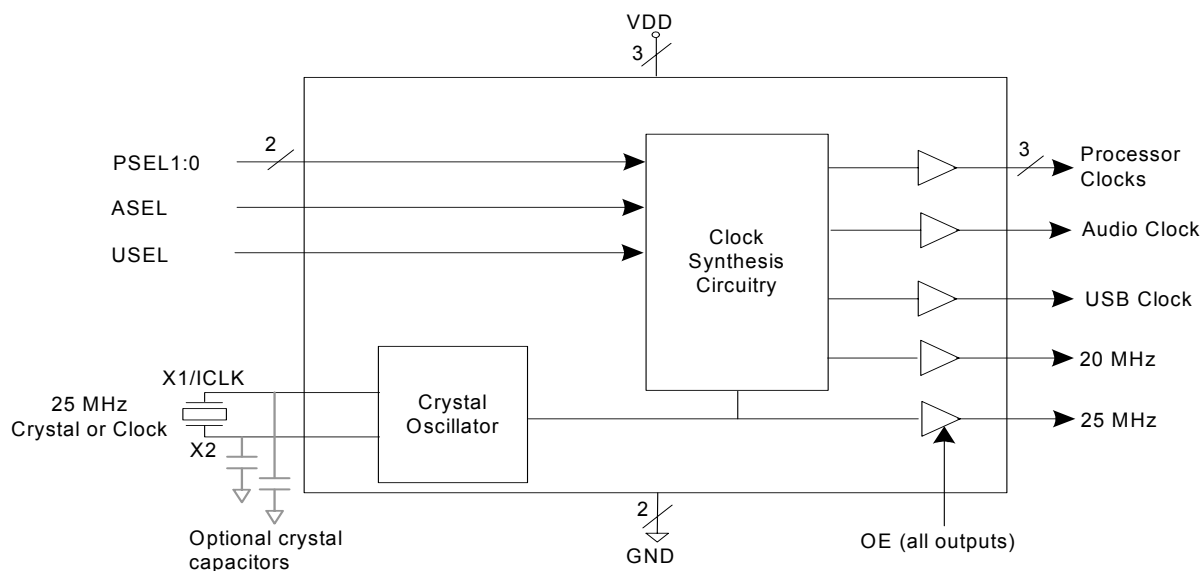 VDD
3
PSEL1:0
2
ASEL
USEL
Clock
Synthesis
Circuitry
3
Processor
Clocks
Audio Clock
USB Clock
20 MHz
25 MHz
X1/ICLK
25 MHz
Crystal or Clock
X2
Crystal
Oscillator
Optional crystal
capacitors
2
GND
OE (all outputs)